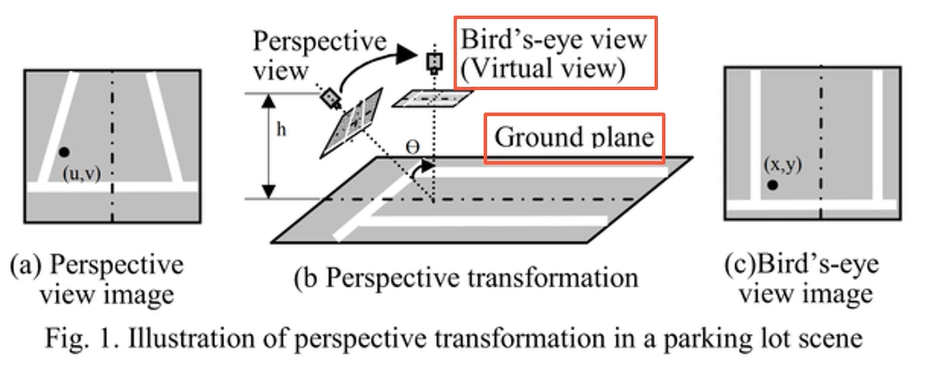 Perspective
view
Bird's-eye view
(Virtual view)
Ground plane
h
Θ
(u,v)
(x,y)
(a) Perspective
view image
(b Perspective transformation
(c)Bird's-eye
view image
Fig. 1. Illustration of perspective transformation in a parking lot scene